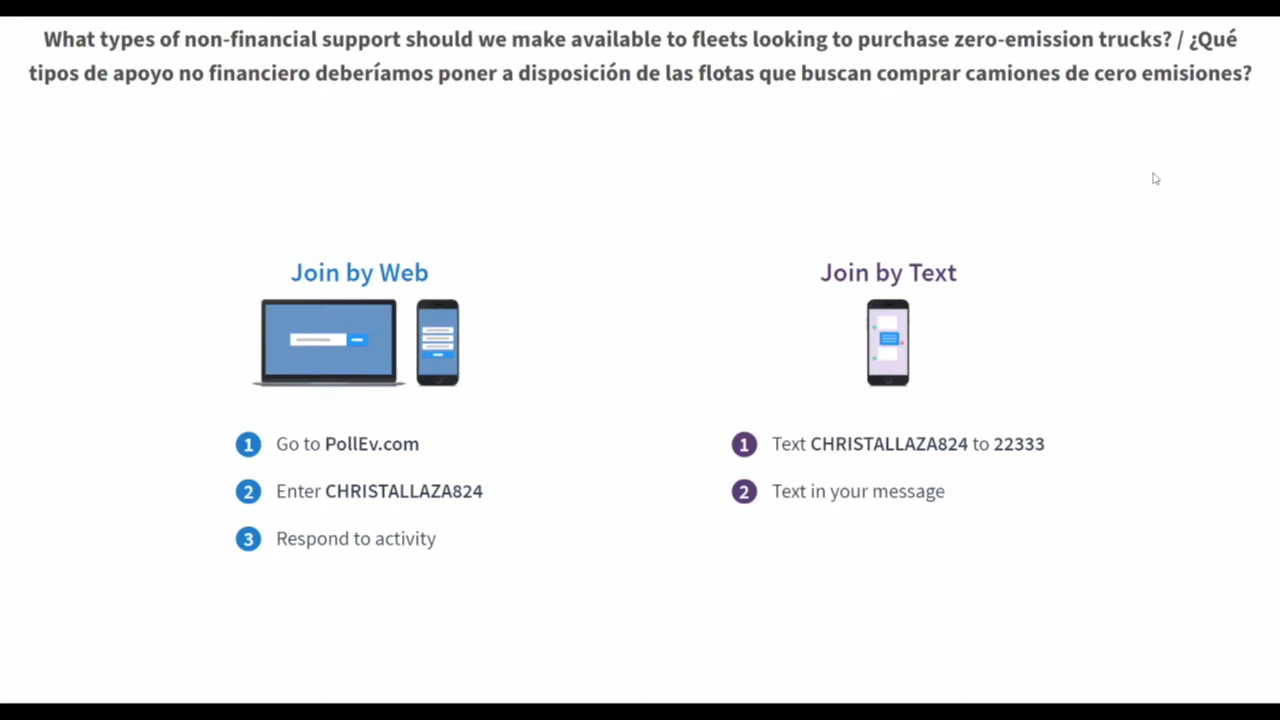 What types of non-financial support should we make available to fleets looking to purchase zero-emission trucks? / ¿Qué
tipos de apoyo no financiero deberíamos poner a disposición de las flotas que buscan comprar camiones de cero emisiones?
Join by Web
1 Go to PollEv.com
2 Enter CHRISTALLAZA824
3 Respond to activity
Join by Text
1 Text CHRISTALLAZA824 to 22333
2 Text in your message